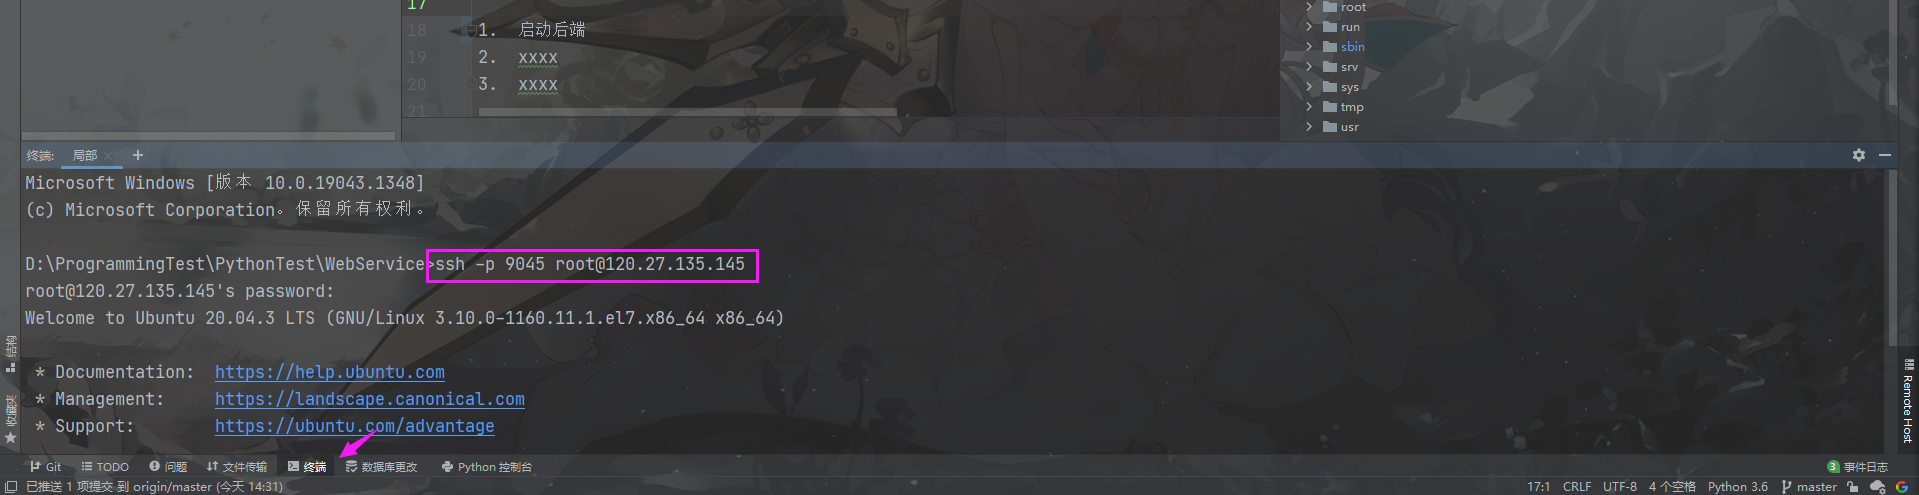 17
18 1. 启动后端
19 2. xxxx
20 3. xxxx
21
root
run
sbin
srv
sys
tmp
usr
终端: 局部 × +
Microsoft Windows [版本 10.0.19043.1348]
(c) Microsoft Corporation。保留所有权利。
D:\ProgrammingTest\PythonTest\WebService>ssh -p 9045 root@120.27.135.145
root@120.27.135.145's password:
Welcome to Ubuntu 20.04.3 LTS (GNU/Linux 3.10.0-1160.11.1.el7.x86_64 x86_64)
* Documentation: https://help.ubuntu.com
* Management: https://landscape.canonical.com
* Support: https://ubuntu.com/advantage
结构
收藏夹
Remote Host
Git TODO 问题 文件传输 终端 数据库更改 Python 控制台 3 事件日志
已推送 1 项提交 到 origin/master (今天 14:31) 17:1 CRLF UTF-8 4 个空格 Python 3.6 master